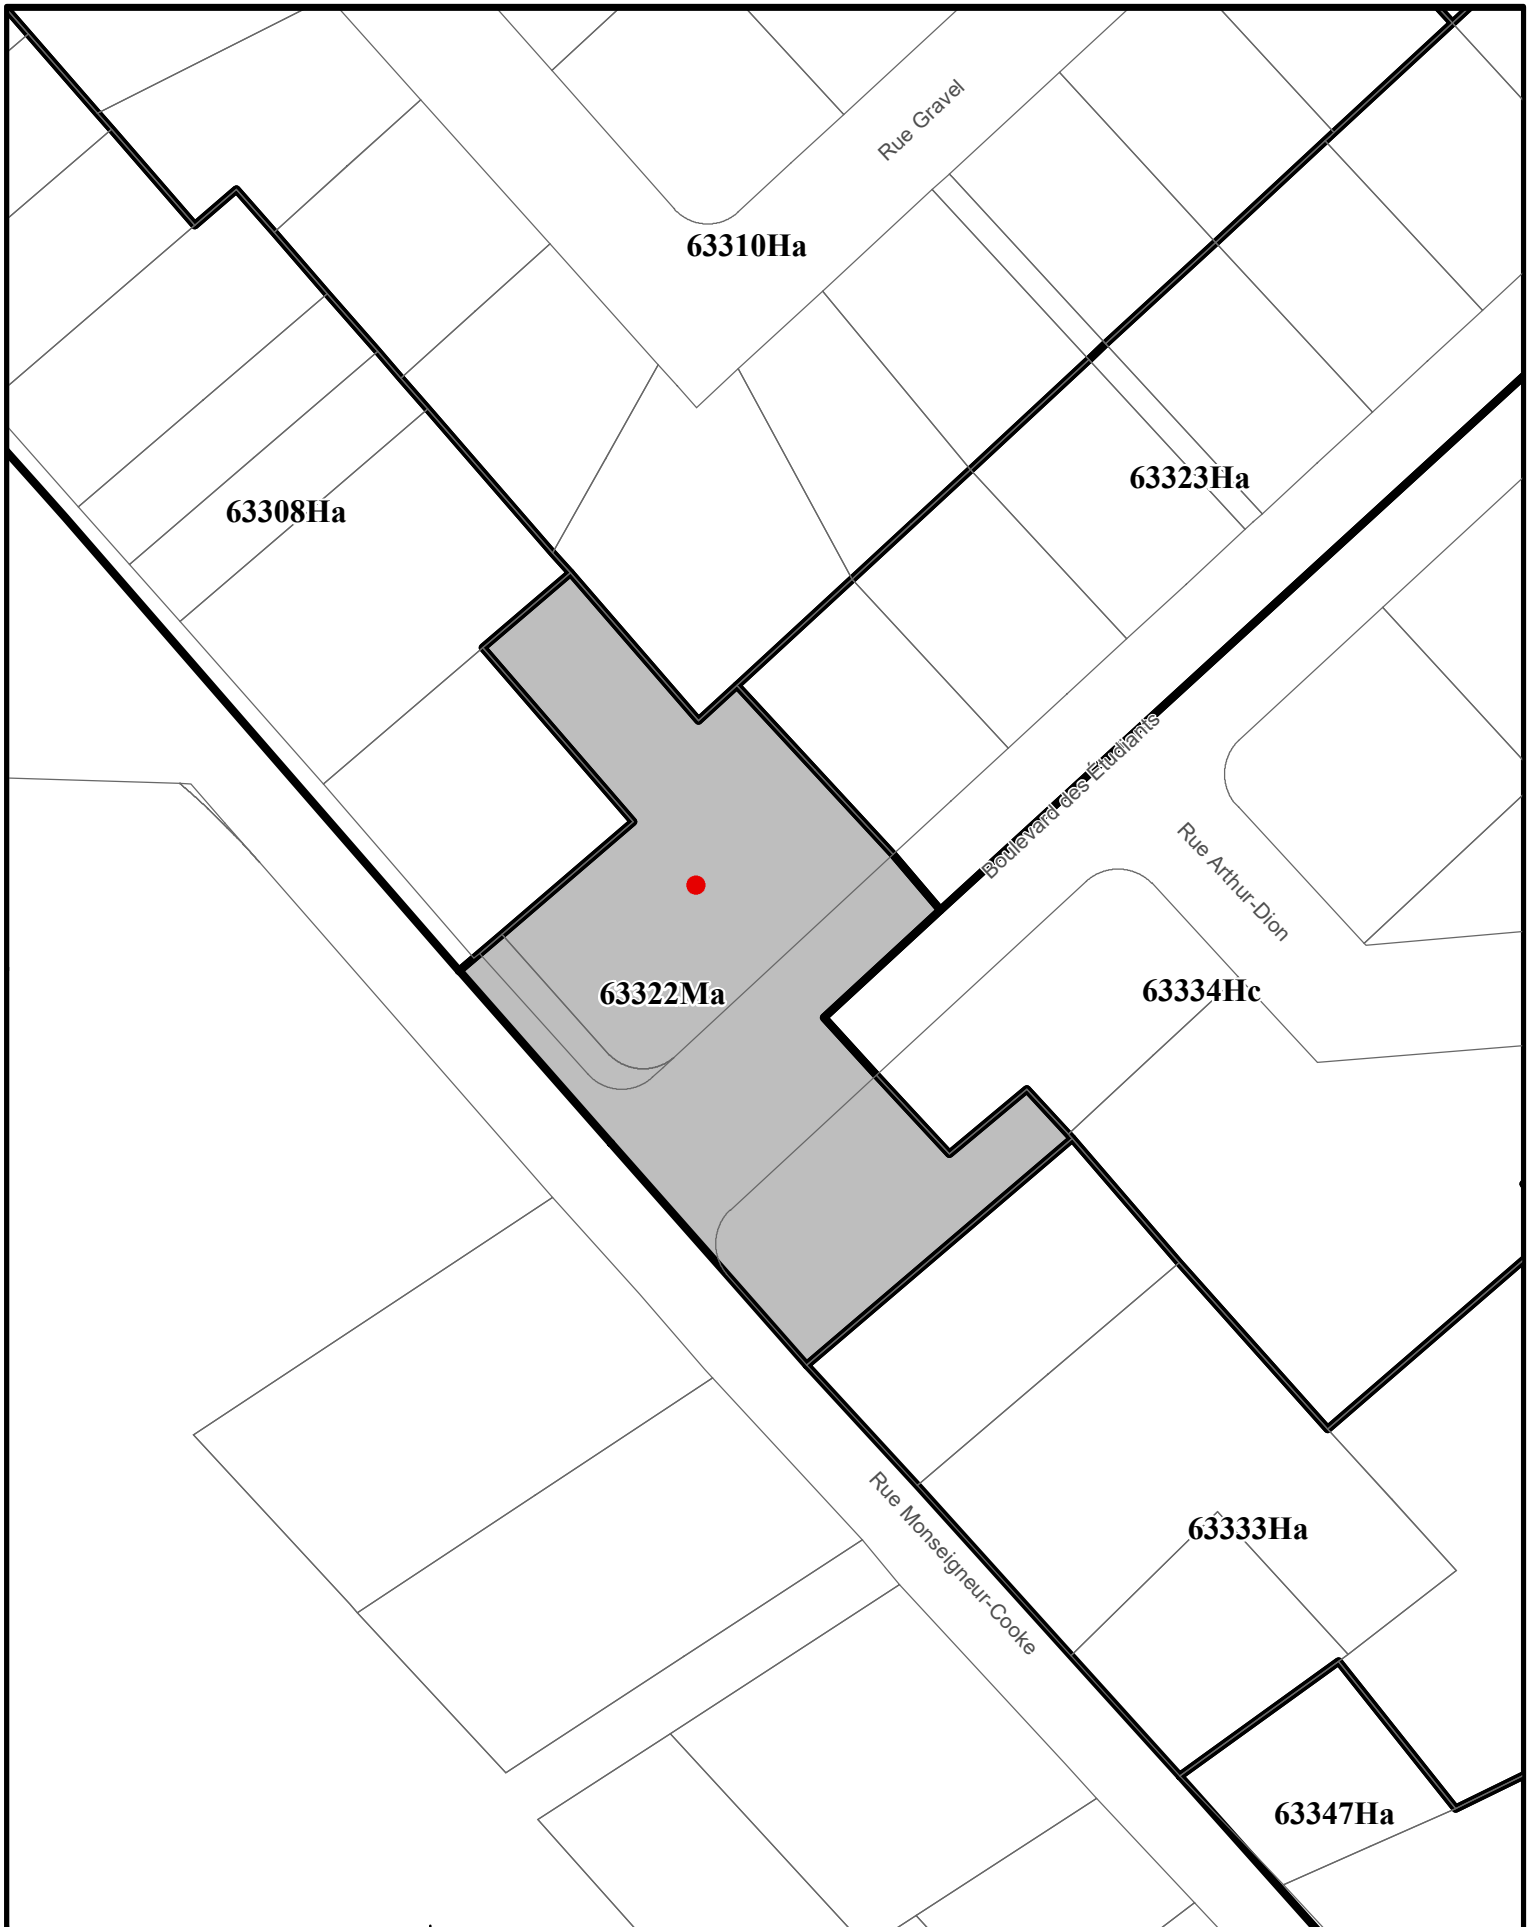 Rue Gravel
63310Ha
63323Ha
63308Ha
Boulevard des Étudiants
Rue Arthur-Dion
63322Ma
63334Hc
Rue Monseigneur-Cooke
63333Ha
63347Ha